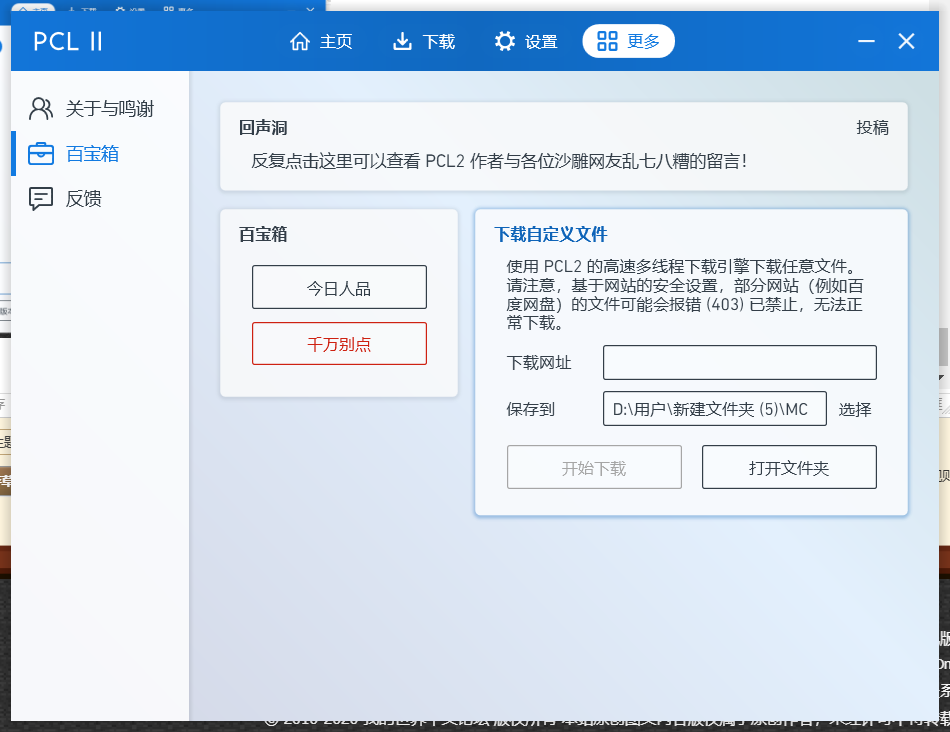 PCL II
主页
下载
设置
更多
关于与鸣谢
百宝箱
反馈
回声洞
投稿
反复点击这里可以查看 PCL2 作者与各位沙雕网友乱七八糟的留言!
百宝箱
今日人品
千万别点
下载自定义文件
使用 PCL2 的高速多线程下载引擎下载任意文件。
请注意，基于网站的安全设置，部分网站（例如百
度网盘）的文件可能会报错 (403) 已禁止，无法正
常下载。
下载网址
保存到
D:\用户\新建文件夹 (5)\MC
选择
开始下载
打开文件夹